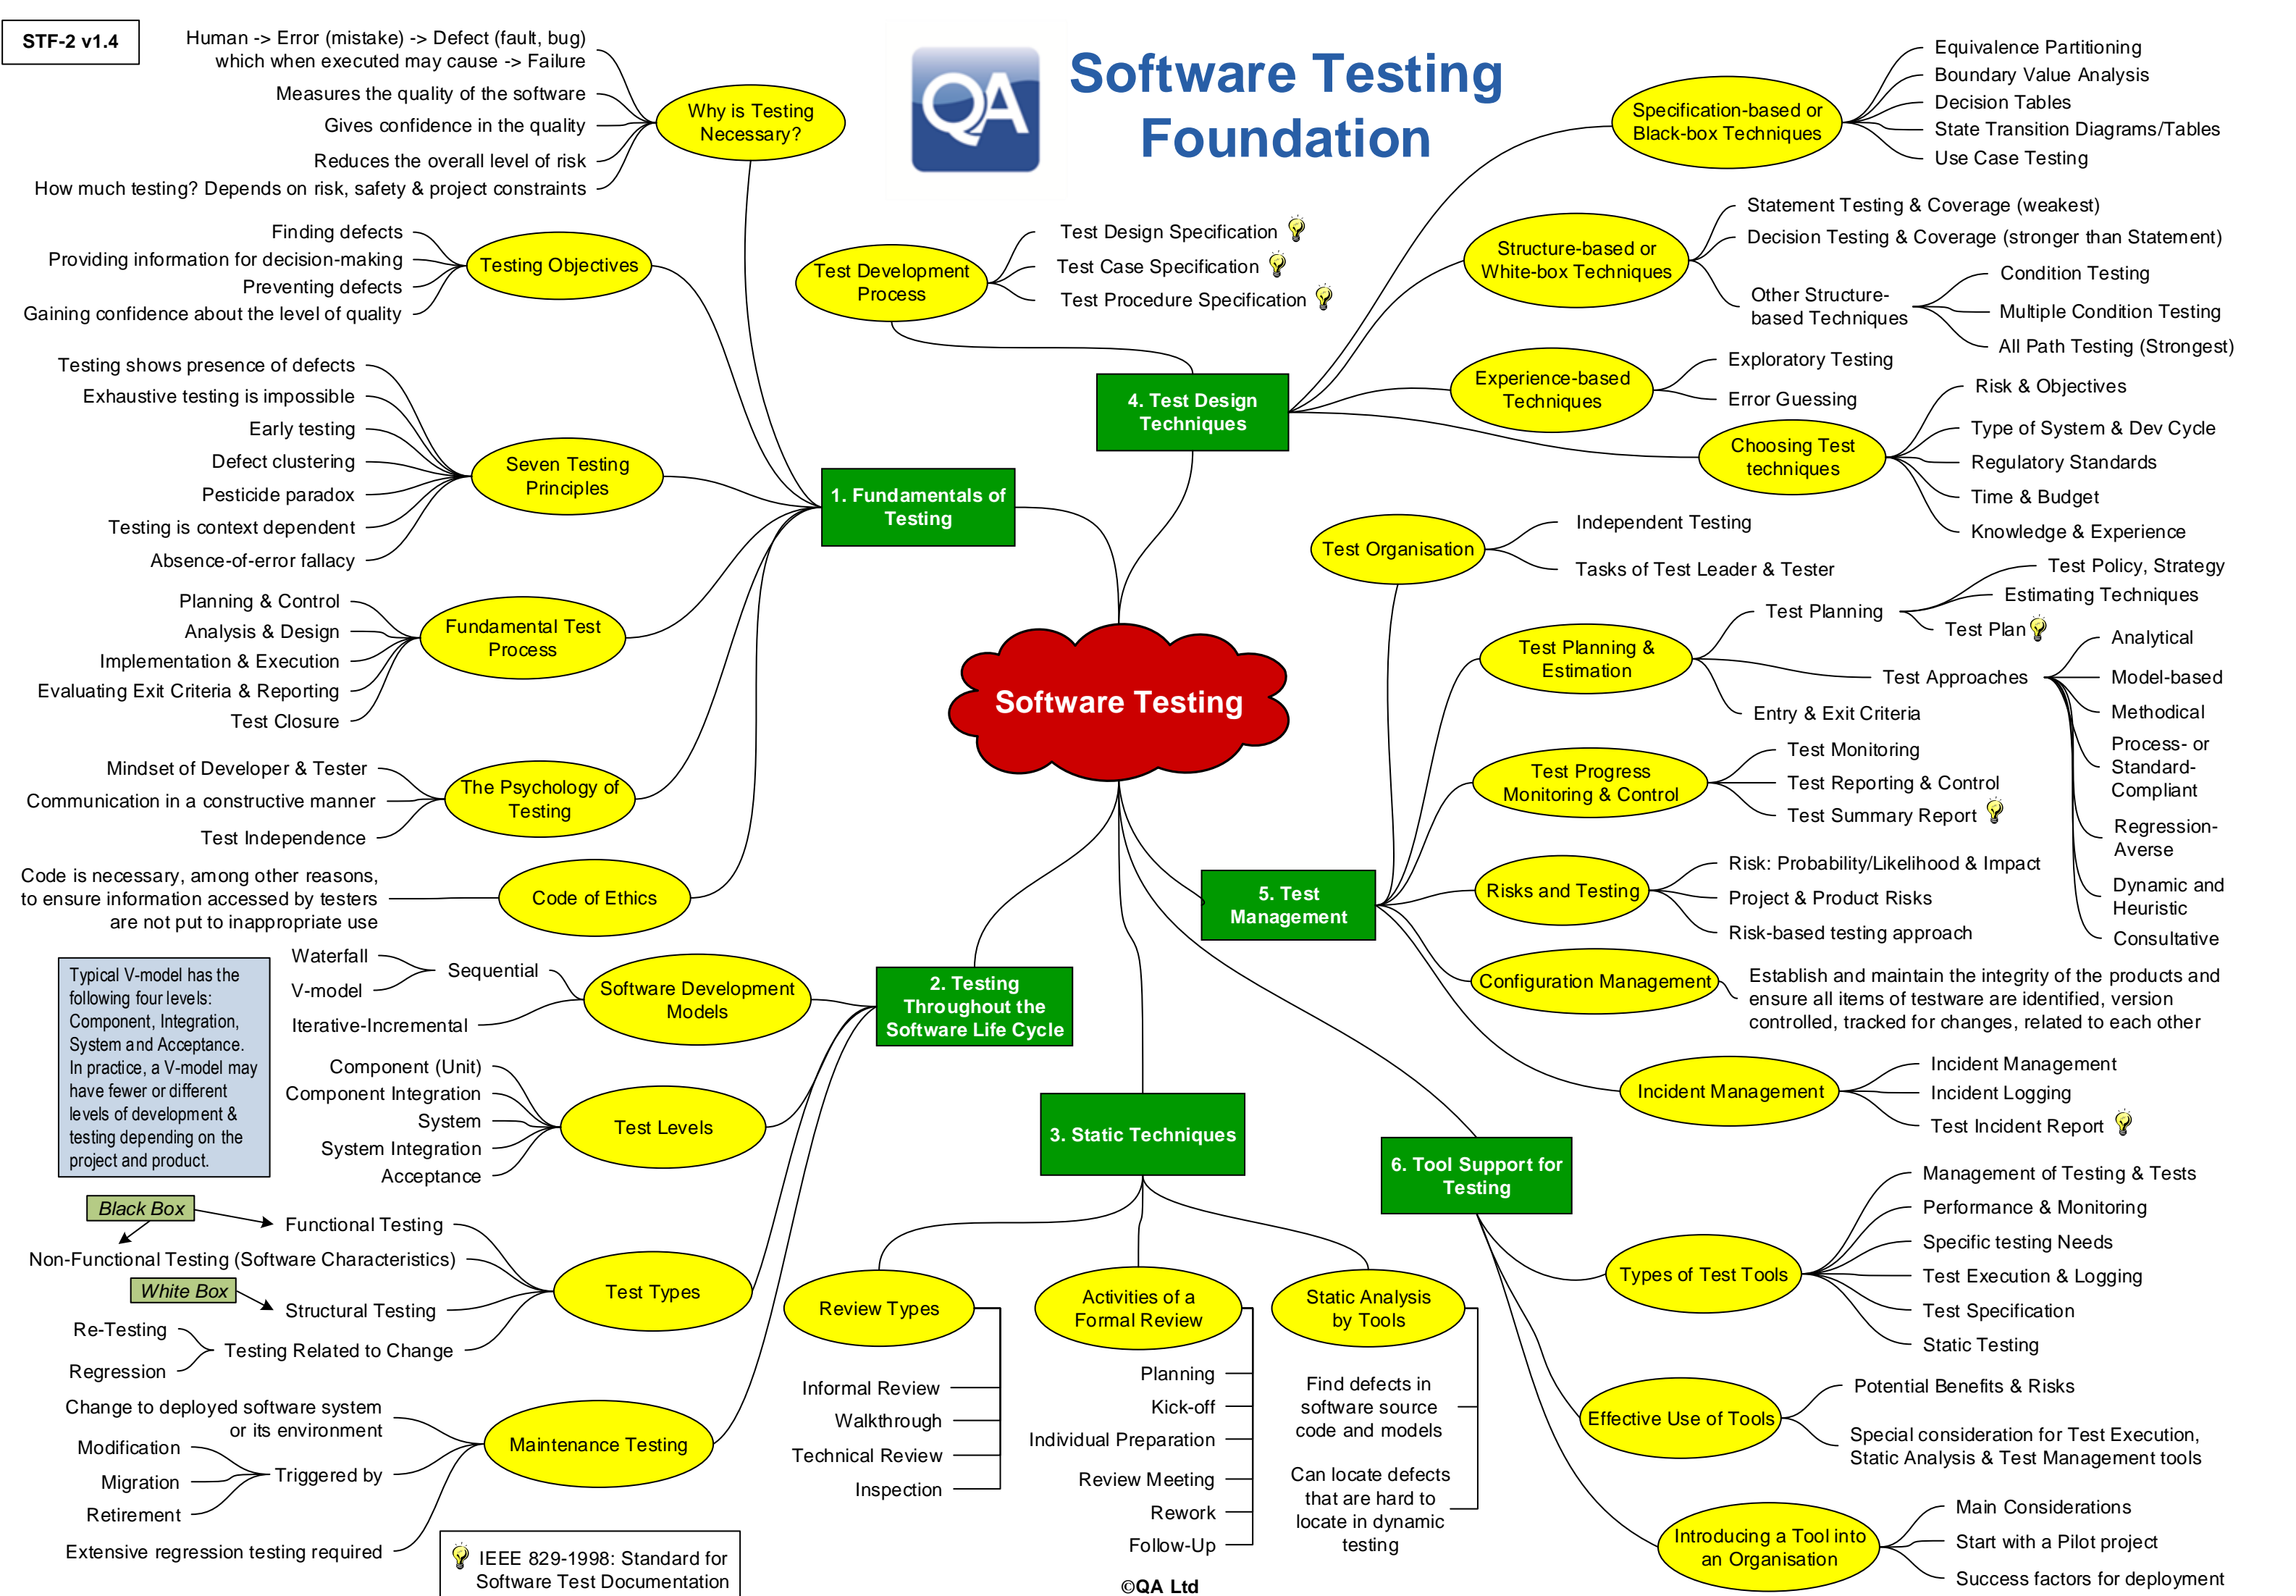 STF-2 v1.4
QA
Software Testing
Foundation
Software Testing
1. Fundamentals of
Testing
Why is Testing
Necessary?
Human -> Error (mistake) -> Defect (fault, bug)
which when executed may cause -> Failure
Measures the quality of the software
Gives confidence in the quality
Reduces the overall level of risk
How much testing? Depends on risk, safety & project constraints
Testing Objectives
Finding defects
Providing information for decision-making
Preventing defects
Gaining confidence about the level of quality
Seven Testing
Principles
Testing shows presence of defects
Exhaustive testing is impossible
Early testing
Defect clustering
Pesticide paradox
Testing is context dependent
Absence-of-error fallacy
Fundamental Test
Process
Planning & Control
Analysis & Design
Implementation & Execution
Evaluating Exit Criteria & Reporting
Test Closure
The Psychology of
Testing
Mindset of Developer & Tester
Communication in a constructive manner
Test Independence
Code of Ethics
Code is necessary, among other reasons,
to ensure information accessed by testers
are not put to inappropriate use
2. Testing
Throughout the
Software Life Cycle
Software Development
Models
Sequential
Waterfall
V-model
Iterative-Incremental
Typical V-model has the
following four levels:
Component, Integration,
System and Acceptance.
In practice, a V-model may
have fewer or different
levels of development &
testing depending on the
project and product.
Test Levels
Component (Unit)
Component Integration
System
System Integration
Acceptance
Test Types
Black Box
Functional Testing
Non-Functional Testing (Software Characteristics)
White Box
Structural Testing
Testing Related to Change
Re-Testing
Regression
Maintenance Testing
Change to deployed software system
or its environment
Triggered by
Modification
Migration
Retirement
Extensive regression testing required
IEEE 829-1998: Standard for
Software Test Documentation
3. Static Techniques
Review Types
Informal Review
Walkthrough
Technical Review
Inspection
Activities of a
Formal Review
Planning
Kick-off
Individual Preparation
Review Meeting
Rework
Follow-Up
Static Analysis
by Tools
Find defects in
software source
code and models
Can locate defects
that are hard to
locate in dynamic
testing
©QA Ltd
4. Test Design
Techniques
Test Development
Process
Test Design Specification
Test Case Specification
Test Procedure Specification
Specification-based or
Black-box Techniques
Equivalence Partitioning
Boundary Value Analysis
Decision Tables
State Transition Diagrams/Tables
Use Case Testing
Structure-based or
White-box Techniques
Statement Testing & Coverage (weakest)
Decision Testing & Coverage (stronger than Statement)
Other Structure-
based Techniques
Condition Testing
Multiple Condition Testing
All Path Testing (Strongest)
Experience-based
Techniques
Exploratory Testing
Error Guessing
Choosing Test
techniques
Risk & Objectives
Type of System & Dev Cycle
Regulatory Standards
Time & Budget
Knowledge & Experience
5. Test
Management
Test Organisation
Independent Testing
Tasks of Test Leader & Tester
Test Planning &
Estimation
Test Planning
Test Policy, Strategy
Estimating Techniques
Test Plan
Test Approaches
Analytical
Model-based
Methodical
Process- or
Standard-
Compliant
Regression-
Averse
Dynamic and
Heuristic
Consultative
Entry & Exit Criteria
Test Progress
Monitoring & Control
Test Monitoring
Test Reporting & Control
Test Summary Report
Risks and Testing
Risk: Probability/Likelihood & Impact
Project & Product Risks
Risk-based testing approach
Configuration Management
Establish and maintain the integrity of the products and
ensure all items of testware are identified, version
controlled, tracked for changes, related to each other
Incident Management
Incident Management
Incident Logging
Test Incident Report
6. Tool Support for
Testing
Types of Test Tools
Management of Testing & Tests
Performance & Monitoring
Specific testing Needs
Test Execution & Logging
Test Specification
Static Testing
Effective Use of Tools
Potential Benefits & Risks
Special consideration for Test Execution,
Static Analysis & Test Management tools
Introducing a Tool into
an Organisation
Main Considerations
Start with a Pilot project
Success factors for deployment